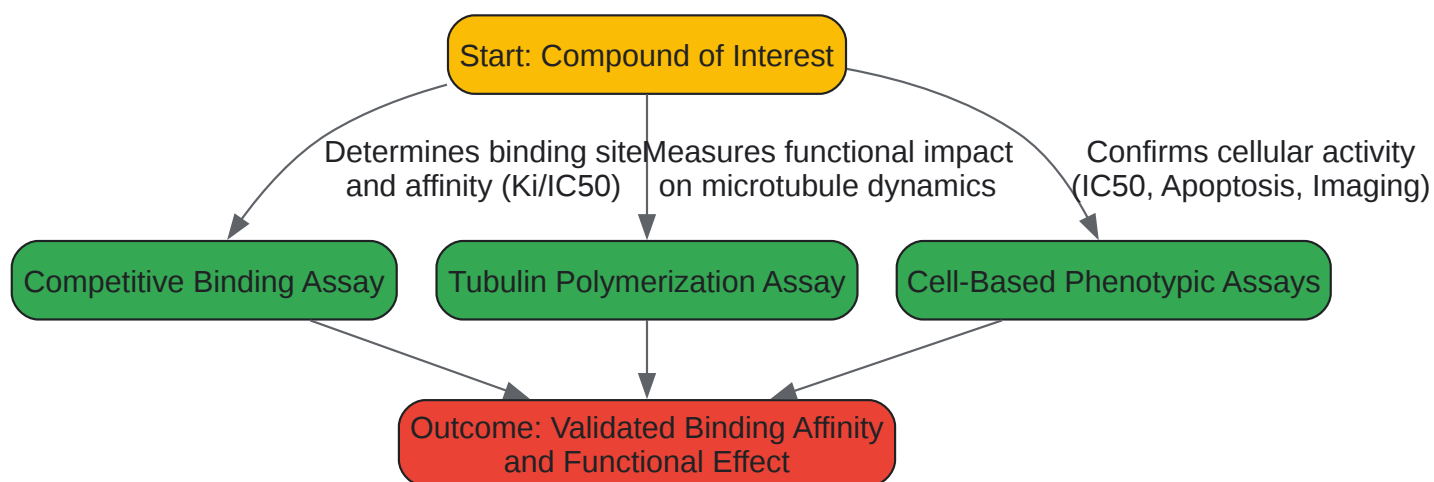 Start: Compound of Interest
Determines binding site
and affinity (Ki/IC50)
Measures functional impact
on microtubule dynamics
Confirms cellular activity
(IC50, Apoptosis, Imaging)
Competitive Binding Assay
Tubulin Polymerization Assay
Cell-Based Phenotypic Assays
Outcome: Validated Binding Affinity
and Functional Effect